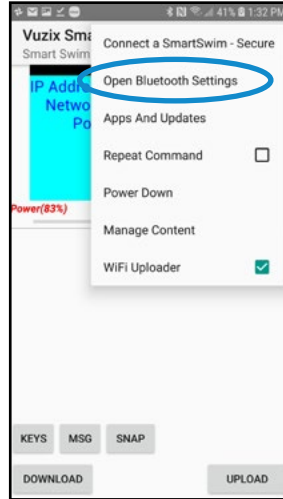 41% 1:32 PM
Vuzix Sma
Smart Swim
Connect a SmartSwim - Secure
Open Bluetooth Settings
Apps And Updates
Repeat Command
Power Down
Manage Content
WiFi Uploader
IP Addre
Netwo
Po
Power(83%)
KEYS MSG SNAP
DOWNLOAD UPLOAD